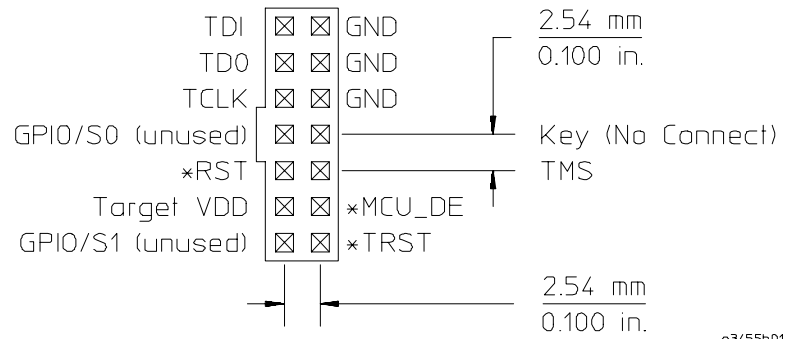 TDI GND
2.54 mm
TDO GND
0.100 in.
TCLK GND
GPIO/S0 (unused) Key (No Connect)
*RST TMS
Target VDD *MCU_DE
GPIO/S1 (unused) *TRST
2.54 mm
0.100 in.